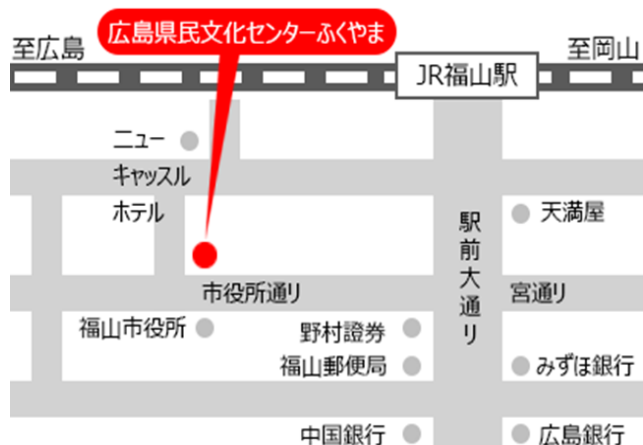 広島県民文化センターふくやま
至広島
至岡山
JR福山駅
ニュー
キャッスル
ホテル
天満屋
駅前大通り
市役所通り
宮通り
福山市役所
野村證券
福山郵便局
みずほ銀行
中国銀行
広島銀行